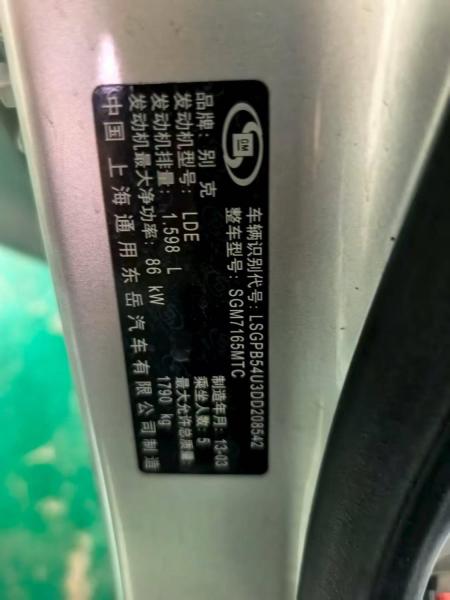 GM
车辆识别代号: LSGPB54U3DD208542
整车型号: SGM7165MTC
品牌: 别克 制造年月: 13-03
发动机型号: LDE 乘坐人数: 5
发动机排量: 1.598 L 最大允许总质量:
发动机最大净功率: 86 kW 1790 kg
中国 上海通用东岳汽车有限公司制造